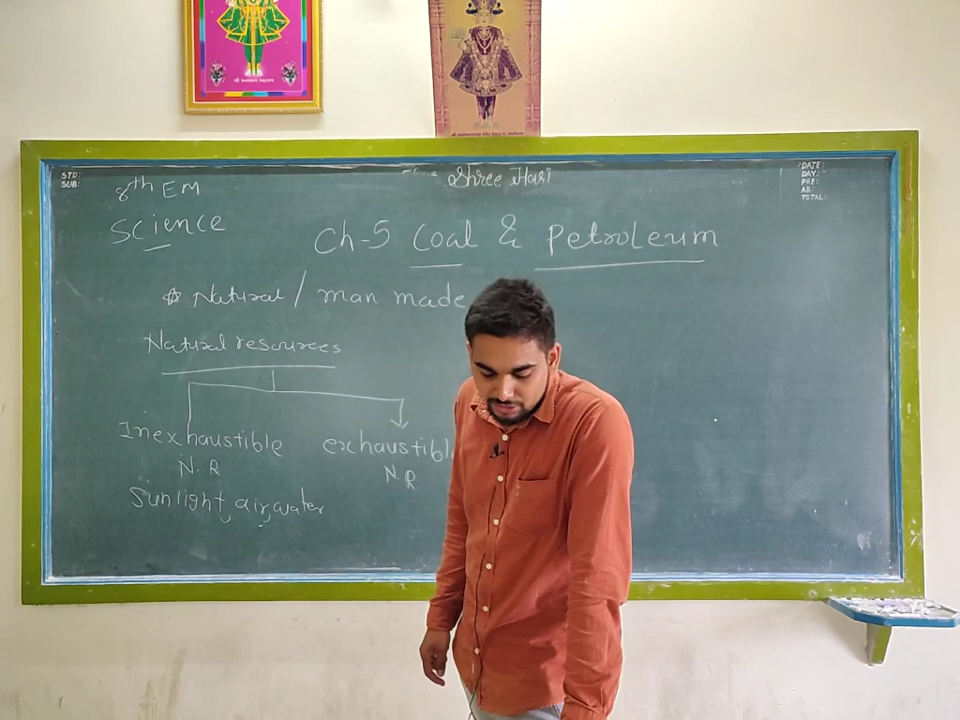 STD:
SUB:
8th EM
Shree Hari
DATE:
DAY:
PRE:
AB:
TOTAL:
Science
Ch-5 Coal & Petroleum
Natural / man made
Natural resources
Inexhaustible
N.R
exhaustibl
N.R
Sunlight, air, water